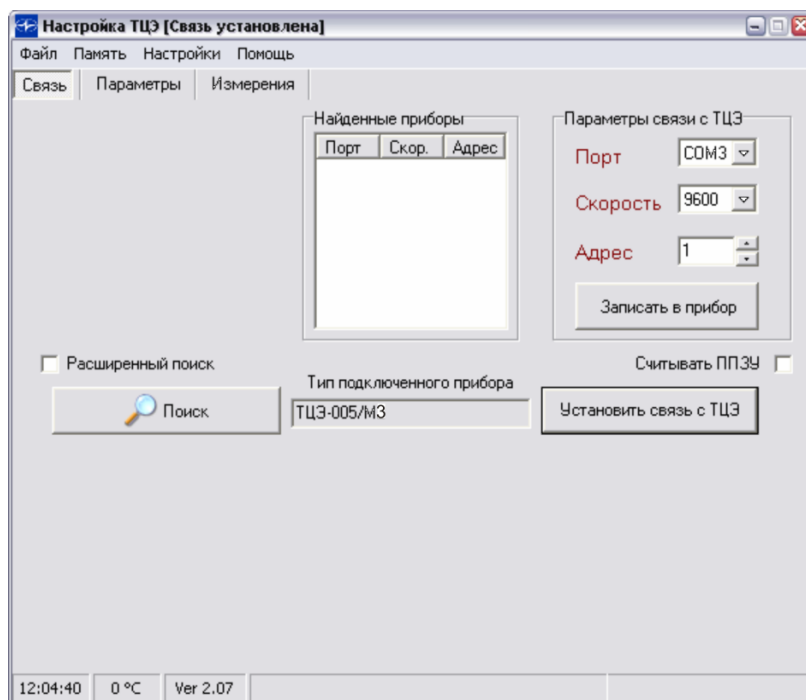 Настройка ТЦЭ [Связь установлена]
Файл Память Настройки Помощь
Связь Параметры Измерения
Найденные приборы
Порт Скор. Адрес
Параметры связи с ТЦЭ
Порт COM3
Скорость 9600
Адрес 1
Записать в прибор
Расширенный поиск
Считывать ППЗУ
Тип подключенного прибора
Поиск
ТЦЭ-005/М3
Установить связь с ТЦЭ
12:04:40 0 °C Ver 2.07